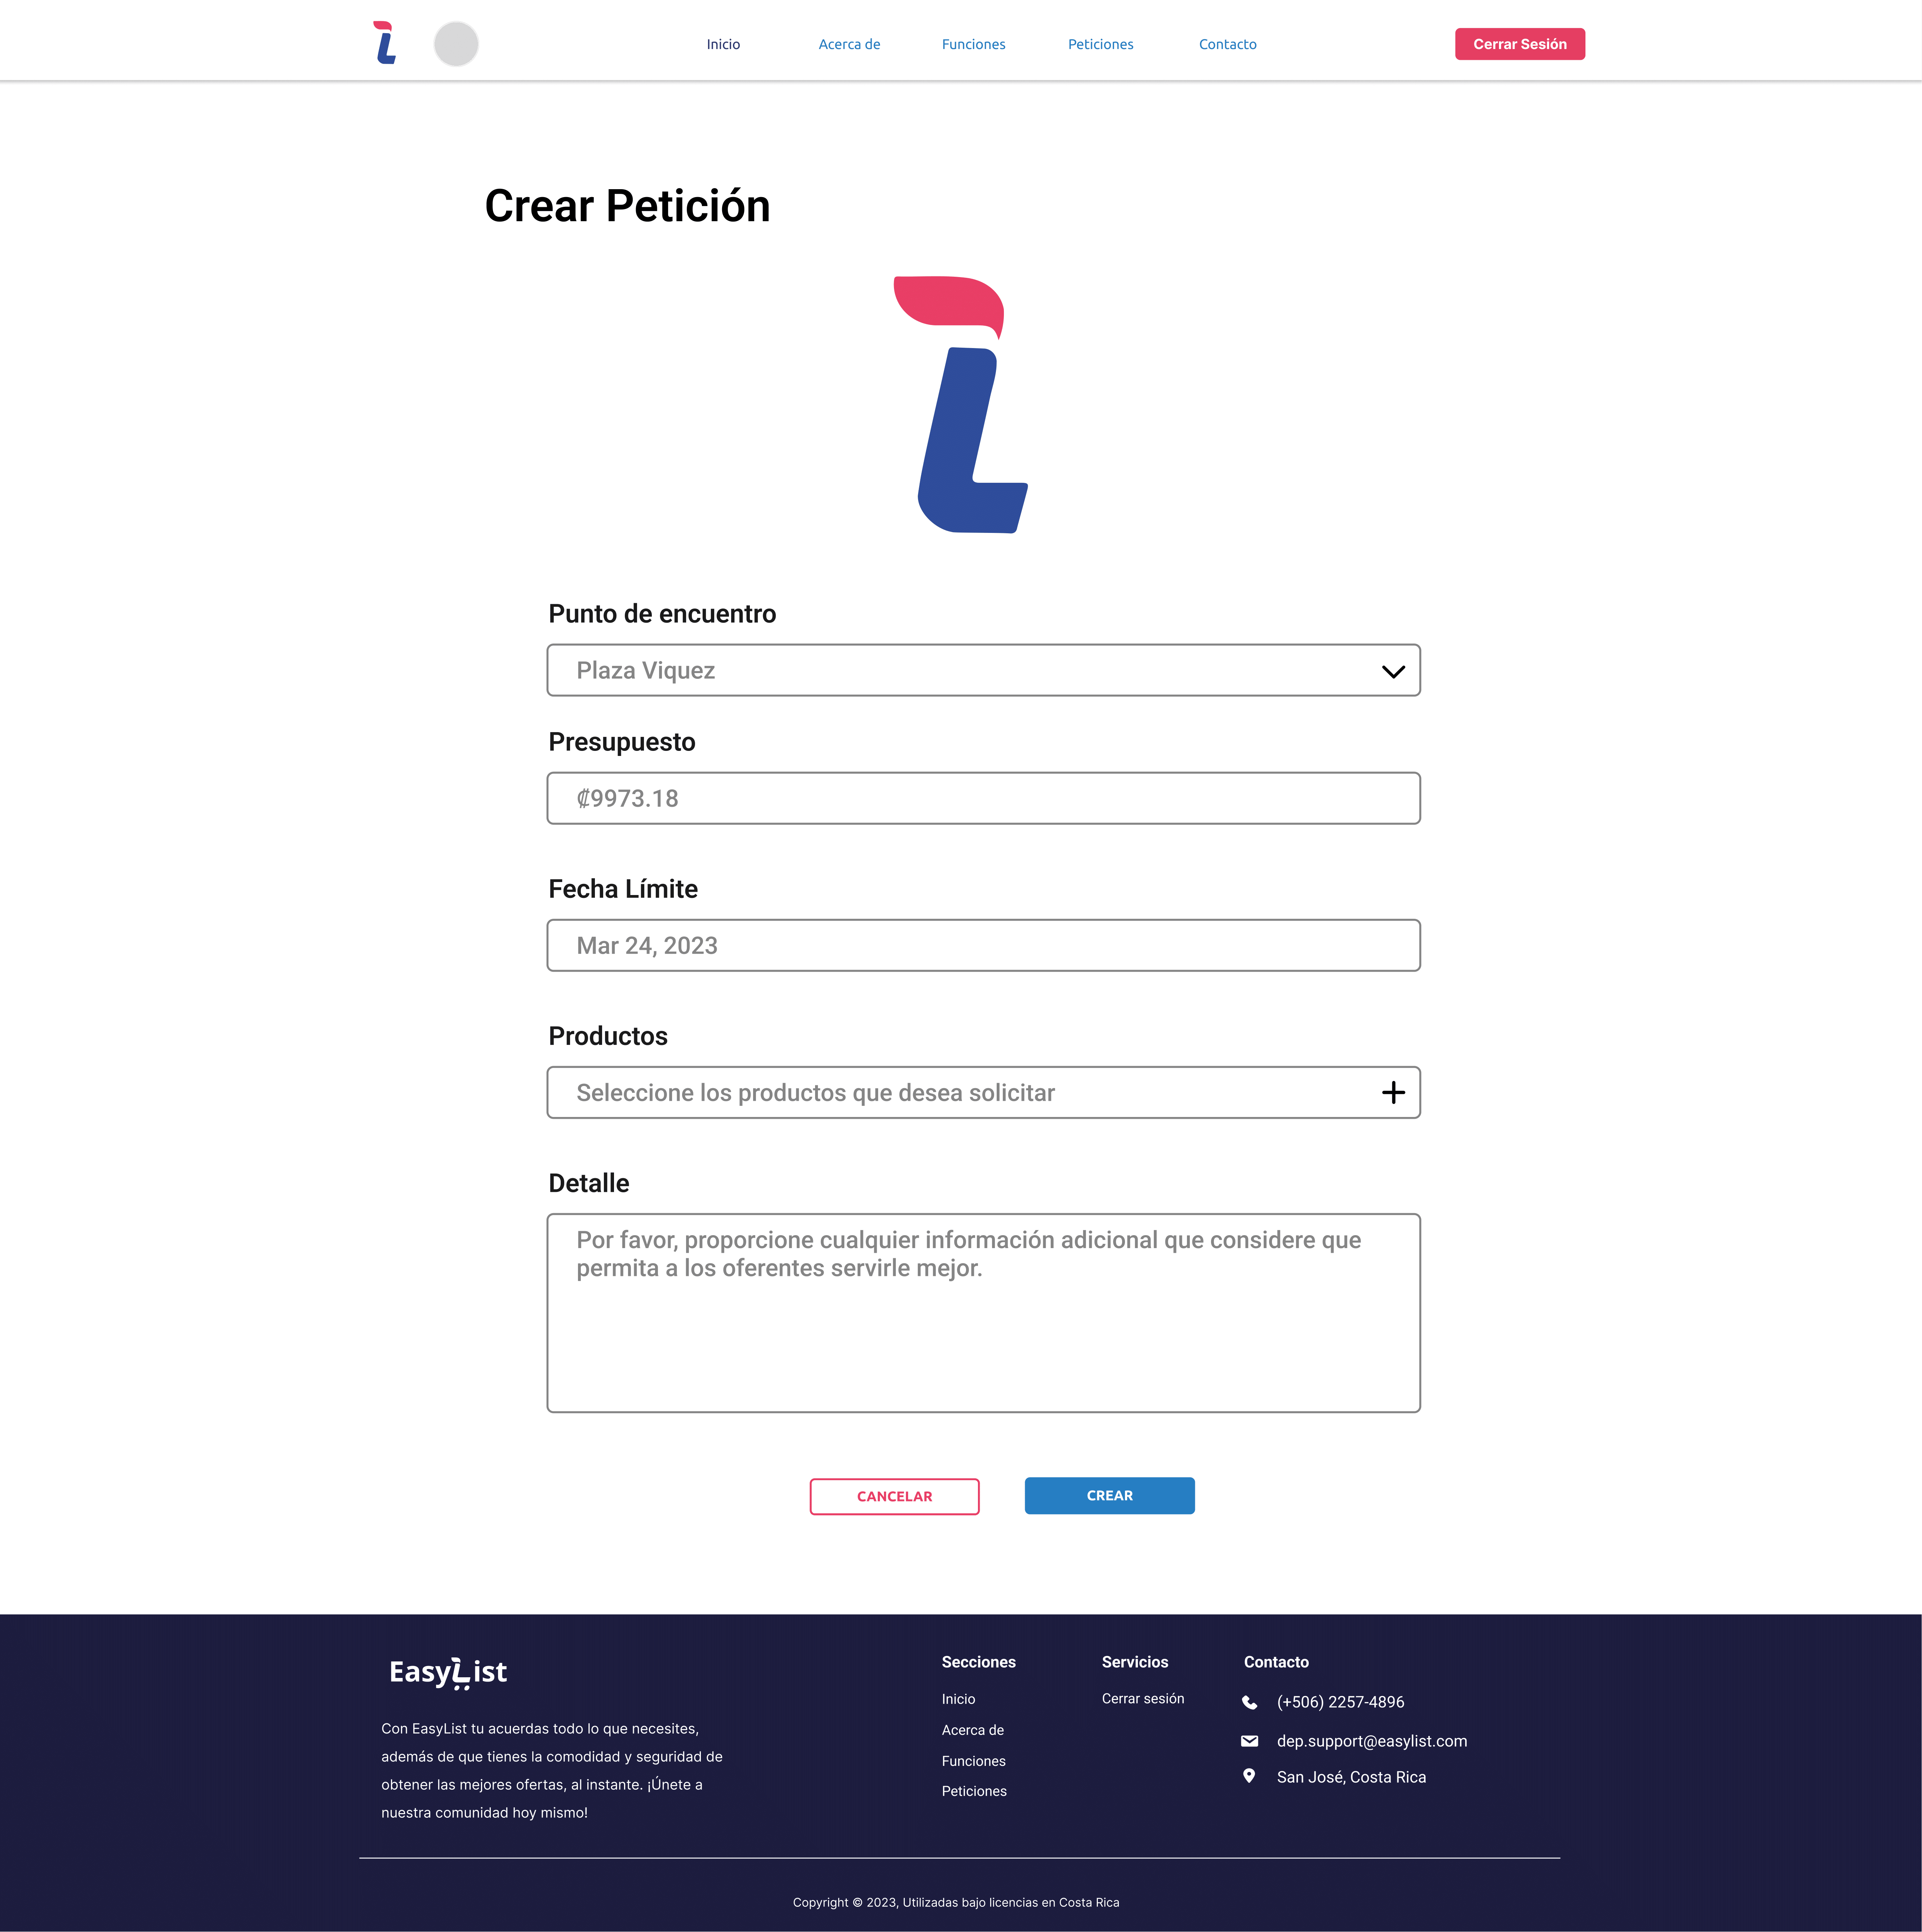 Inicio
Acerca de
Funciones
Peticiones
Contacto
Cerrar Sesión
Crear Petición
Punto de encuentro
Plaza Viquez
Presupuesto
₡9973.18
Fecha Límite
Mar 24, 2023
Productos
Seleccione los productos que desea solicitar
Detalle
Por favor, proporcione cualquier información adicional que considere que
permita a los oferentes servirle mejor.
CANCELAR
CREAR
EasyList
Con EasyList tu acuerdas todo lo que necesites,
además de que tienes la comodidad y seguridad de
obtener las mejores ofertas, al instante. ¡Únete a
nuestra comunidad hoy mismo!
Secciones
Inicio
Acerca de
Funciones
Peticiones
Servicios
Cerrar sesión
Contacto
(+506) 2257-4896
dep.support@easylist.com
San José, Costa Rica
Copyright © 2023, Utilizadas bajo licencias en Costa Rica